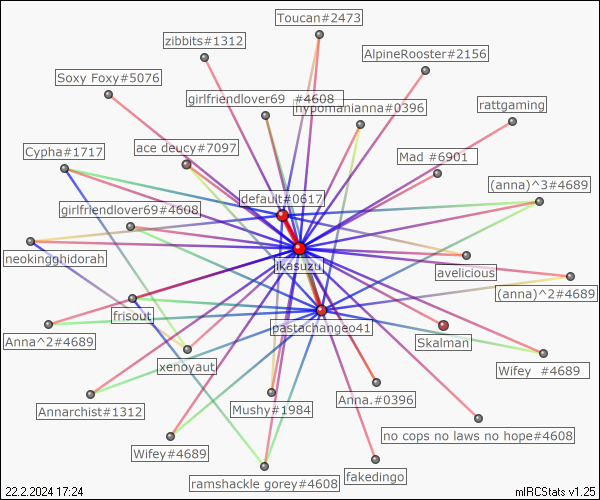 Toucan#2473
zibbits#1312
AlpineRooster#2156
Soxy Foxy#5076
girlfriendlover69 #4608
hypomanianna#0396
rattgaming
Cypha#1717
ace deucy#7097
Mad #6901
(anna)^3#4689
default#0617
girlfriendlover69#4608
neokingghidorah
ikasuzu
avelicious
(anna)^2#4689
frisout
pastachangeo41
Anna^2#4689
Skalman
xenoyaut
Wifey #4689
Annarchist#1312
Mushy#1984
Anna.#0396
no cops no laws no hope#4608
Wifey#4689
ramshackle gorey#4608
fakedingo
22.2.2024 17:24
mIRCStats v1.25